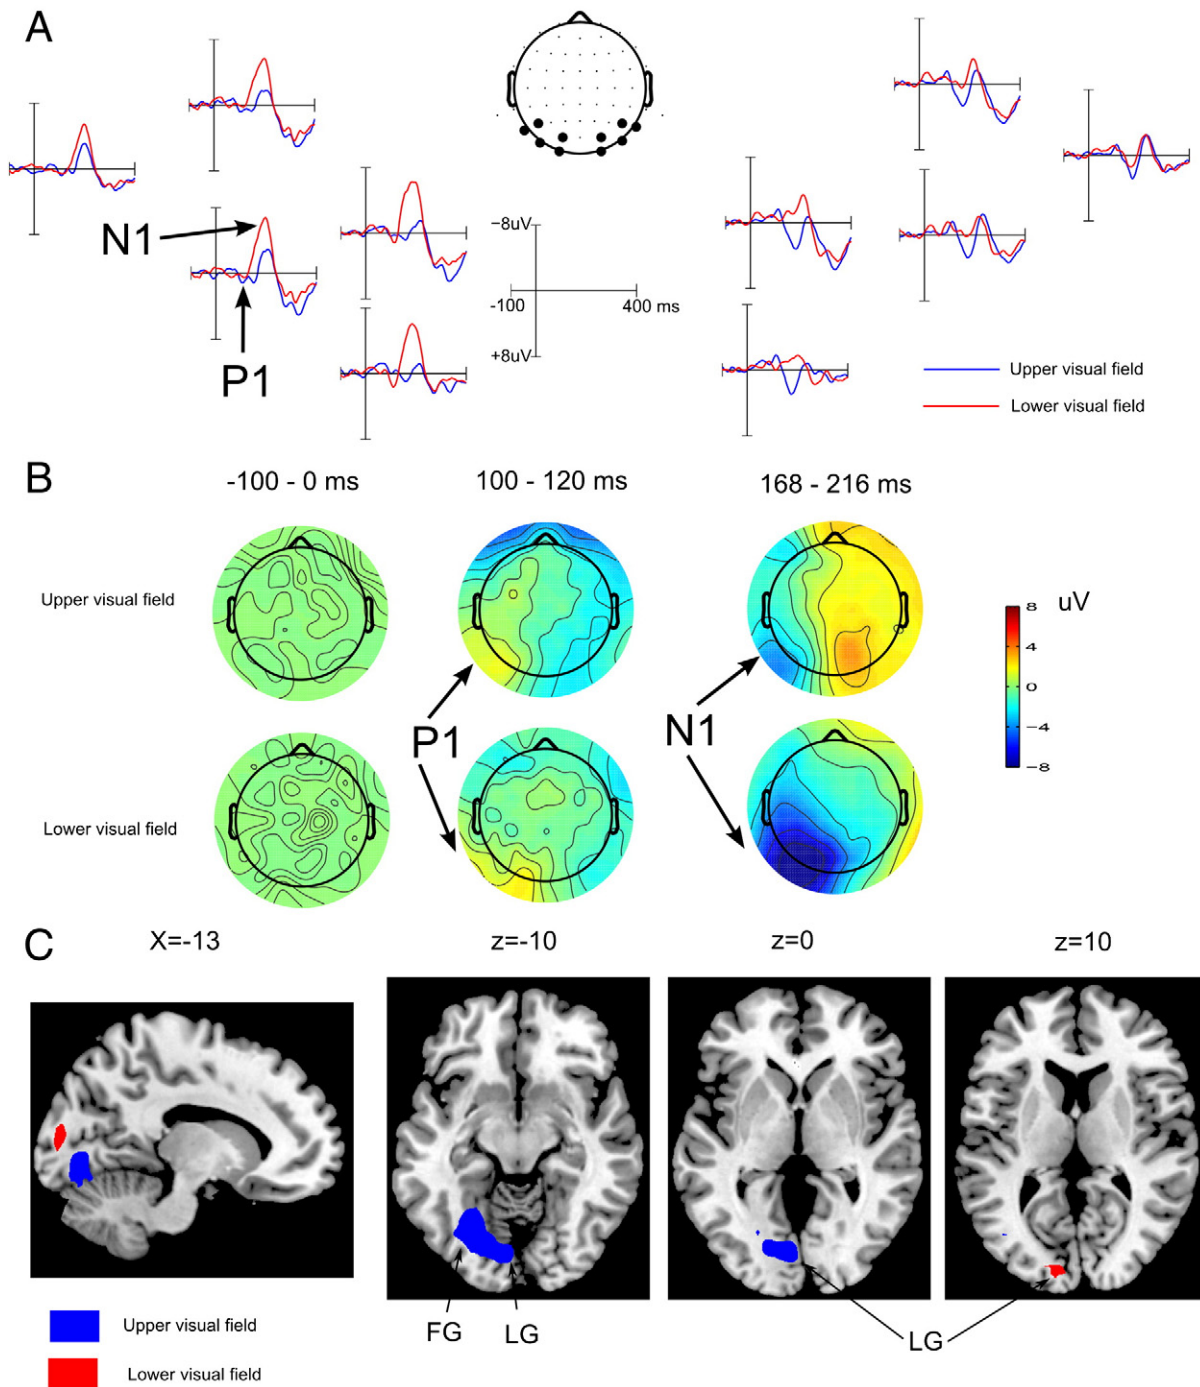 A
N1
P1
−8uV
-100
400 ms
+8uV
Upper visual field
Lower visual field
B
-100 - 0 ms
100 - 120 ms
168 - 216 ms
Upper visual field
P1
N1
Lower visual field
uV
8
4
0
−4
−8
C
X=-13
z=-10
z=0
z=10
FG
LG
LG
Upper visual field
Lower visual field